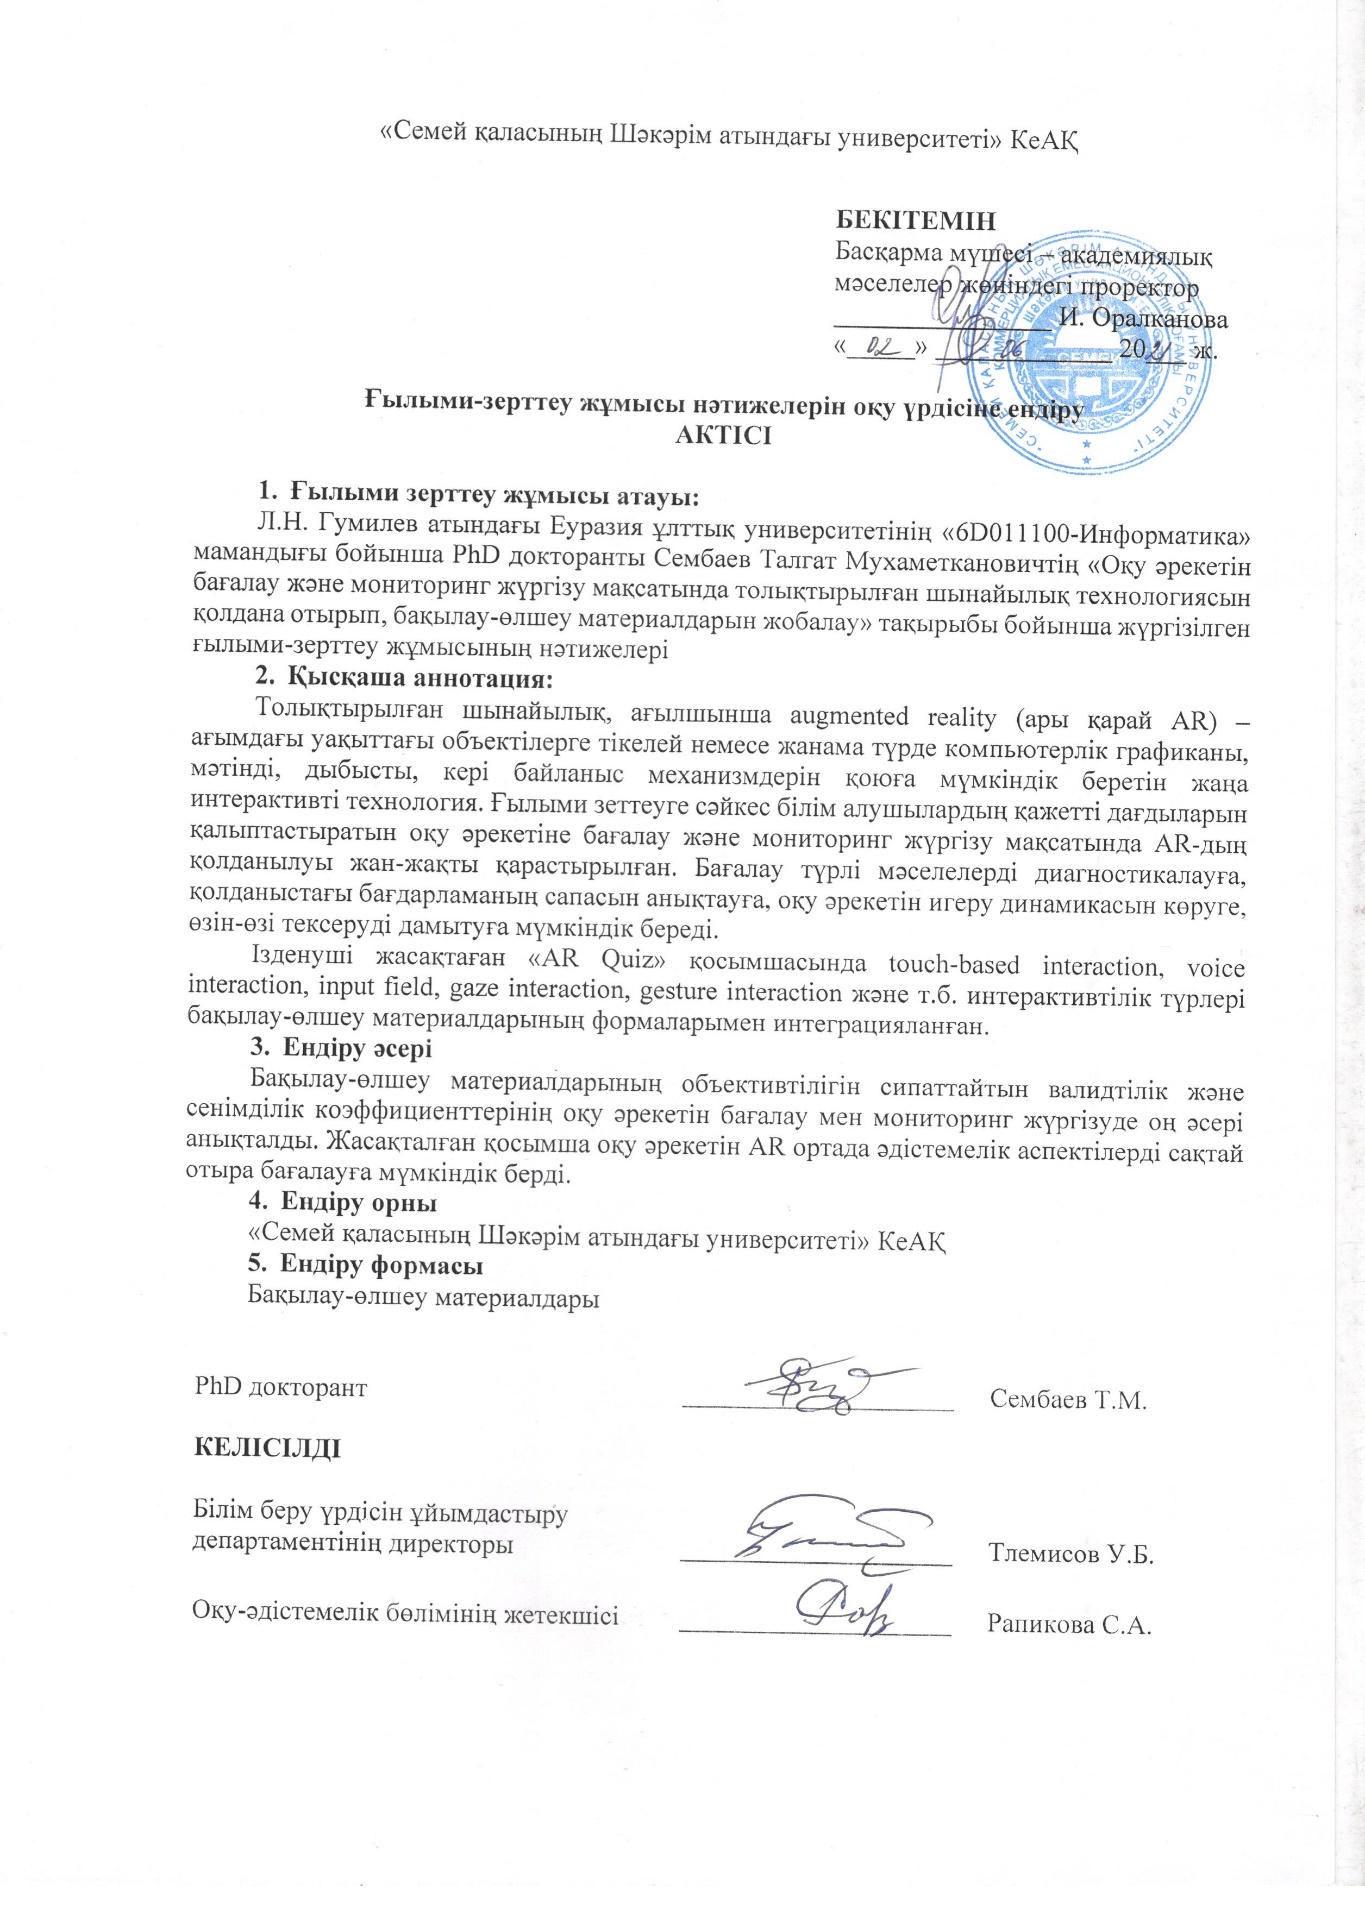 «Семей қаласының Шәкәрім атындағы университеті» КеАҚ
БЕКІТЕМІН
Басқарма мүшесі – академиялық
мәселелер жөніндегі проректор
________________ И. Оралканова
«_02_» ____06____ 2021 ж.
Ғылыми-зерттеу жұмысы нәтижелерін оқу үрдісіне ендіру
АКТІСІ
1. Ғылыми зерттеу жұмысы атауы:
Л.Н. Гумилев атындағы Еуразия ұлттық университетінің «6D011100-Информатика»
мамандығы бойынша PhD докторанты Сембаев Талгат Мухаметкановичтің «Оқу әрекетін
бағалау және мониторинг жүргізу мақсатында толықтырылған шынайылық технологиясын
қолдана отырып, бақылау-өлшеу материалдарын жобалау» тақырыбы бойынша жүргізілген
ғылыми-зерттеу жұмысының нәтижелері
2. Қысқаша аннотация:
Толықтырылған шынайылық, ағылшынша augmented reality (ары қарай AR) –
ағымдағы уақыттағы объектілерге тікелей немесе жанама түрде компьютерлік графиканы,
мәтінді, дыбысты, кері байланыс механизмдерін қоюға мүмкіндік беретін жаңа
интерактивті технология. Ғылыми зеттеуге сәйкес білім алушылардың қажетті дағдыларын
қалыптастыратын оқу әрекетіне бағалау және мониторинг жүргізу мақсатында AR-дың
қолданылуы жан-жақты қарастырылған. Бағалау түрлі мәселелерді диагностикалауға,
қолданыстағы бағдарламаның сапасын анықтауға, оқу әрекетін игеру динамикасын көруге,
өзін-өзі тексеруді дамытуға мүмкіндік береді.
Ізденуші жасақтаған «AR Quiz» қосымшасында touch-based interaction, voice
interaction, input field, gaze interaction, gesture interaction және т.б. интерактивтілік түрлері
бақылау-өлшеу материалдарының формаларымен интеграцияланған.
3. Ендіру әсері
Бақылау-өлшеу материалдарының объективтілігін сипаттайтын валидтілік және
сенімділік коэффициенттерінің оқу әрекетін бағалау мен мониторинг жүргізуде оң әсері
анықталды. Жасақталған қосымша оқу әрекетін AR ортада әдістемелік аспектілерді сақтай
отыра бағалауға мүмкіндік берді.
4. Ендіру орны
«Семей қаласының Шәкәрім атындағы университеті» КеАҚ
5. Ендіру формасы
Бақылау-өлшеу материалдары
PhD докторант ____________________ Сембаев Т.М.
КЕЛІСІЛДІ
Білім беру үрдісін ұйымдастыру
департаментінің директоры ____________________ Тлемисов У.Б.
Оқу-әдістемелік бөлімінің жетекшісі ____________________ Рапикова С.А.